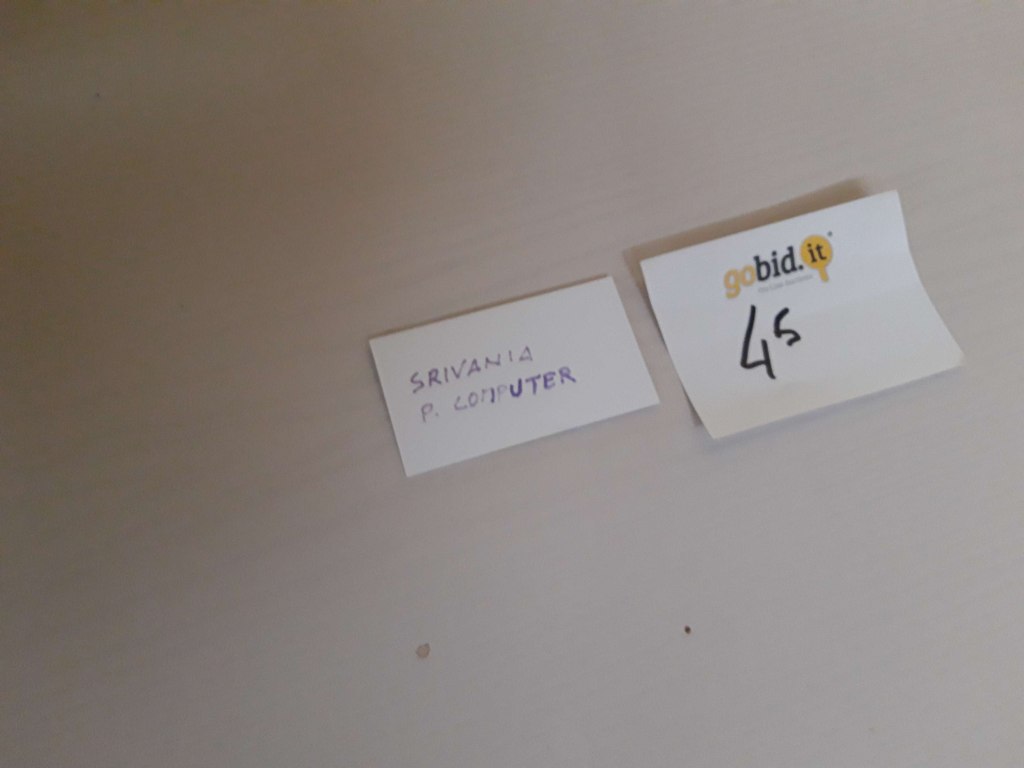 SRIVANIA
P. COMPUTER
gobid.it
45